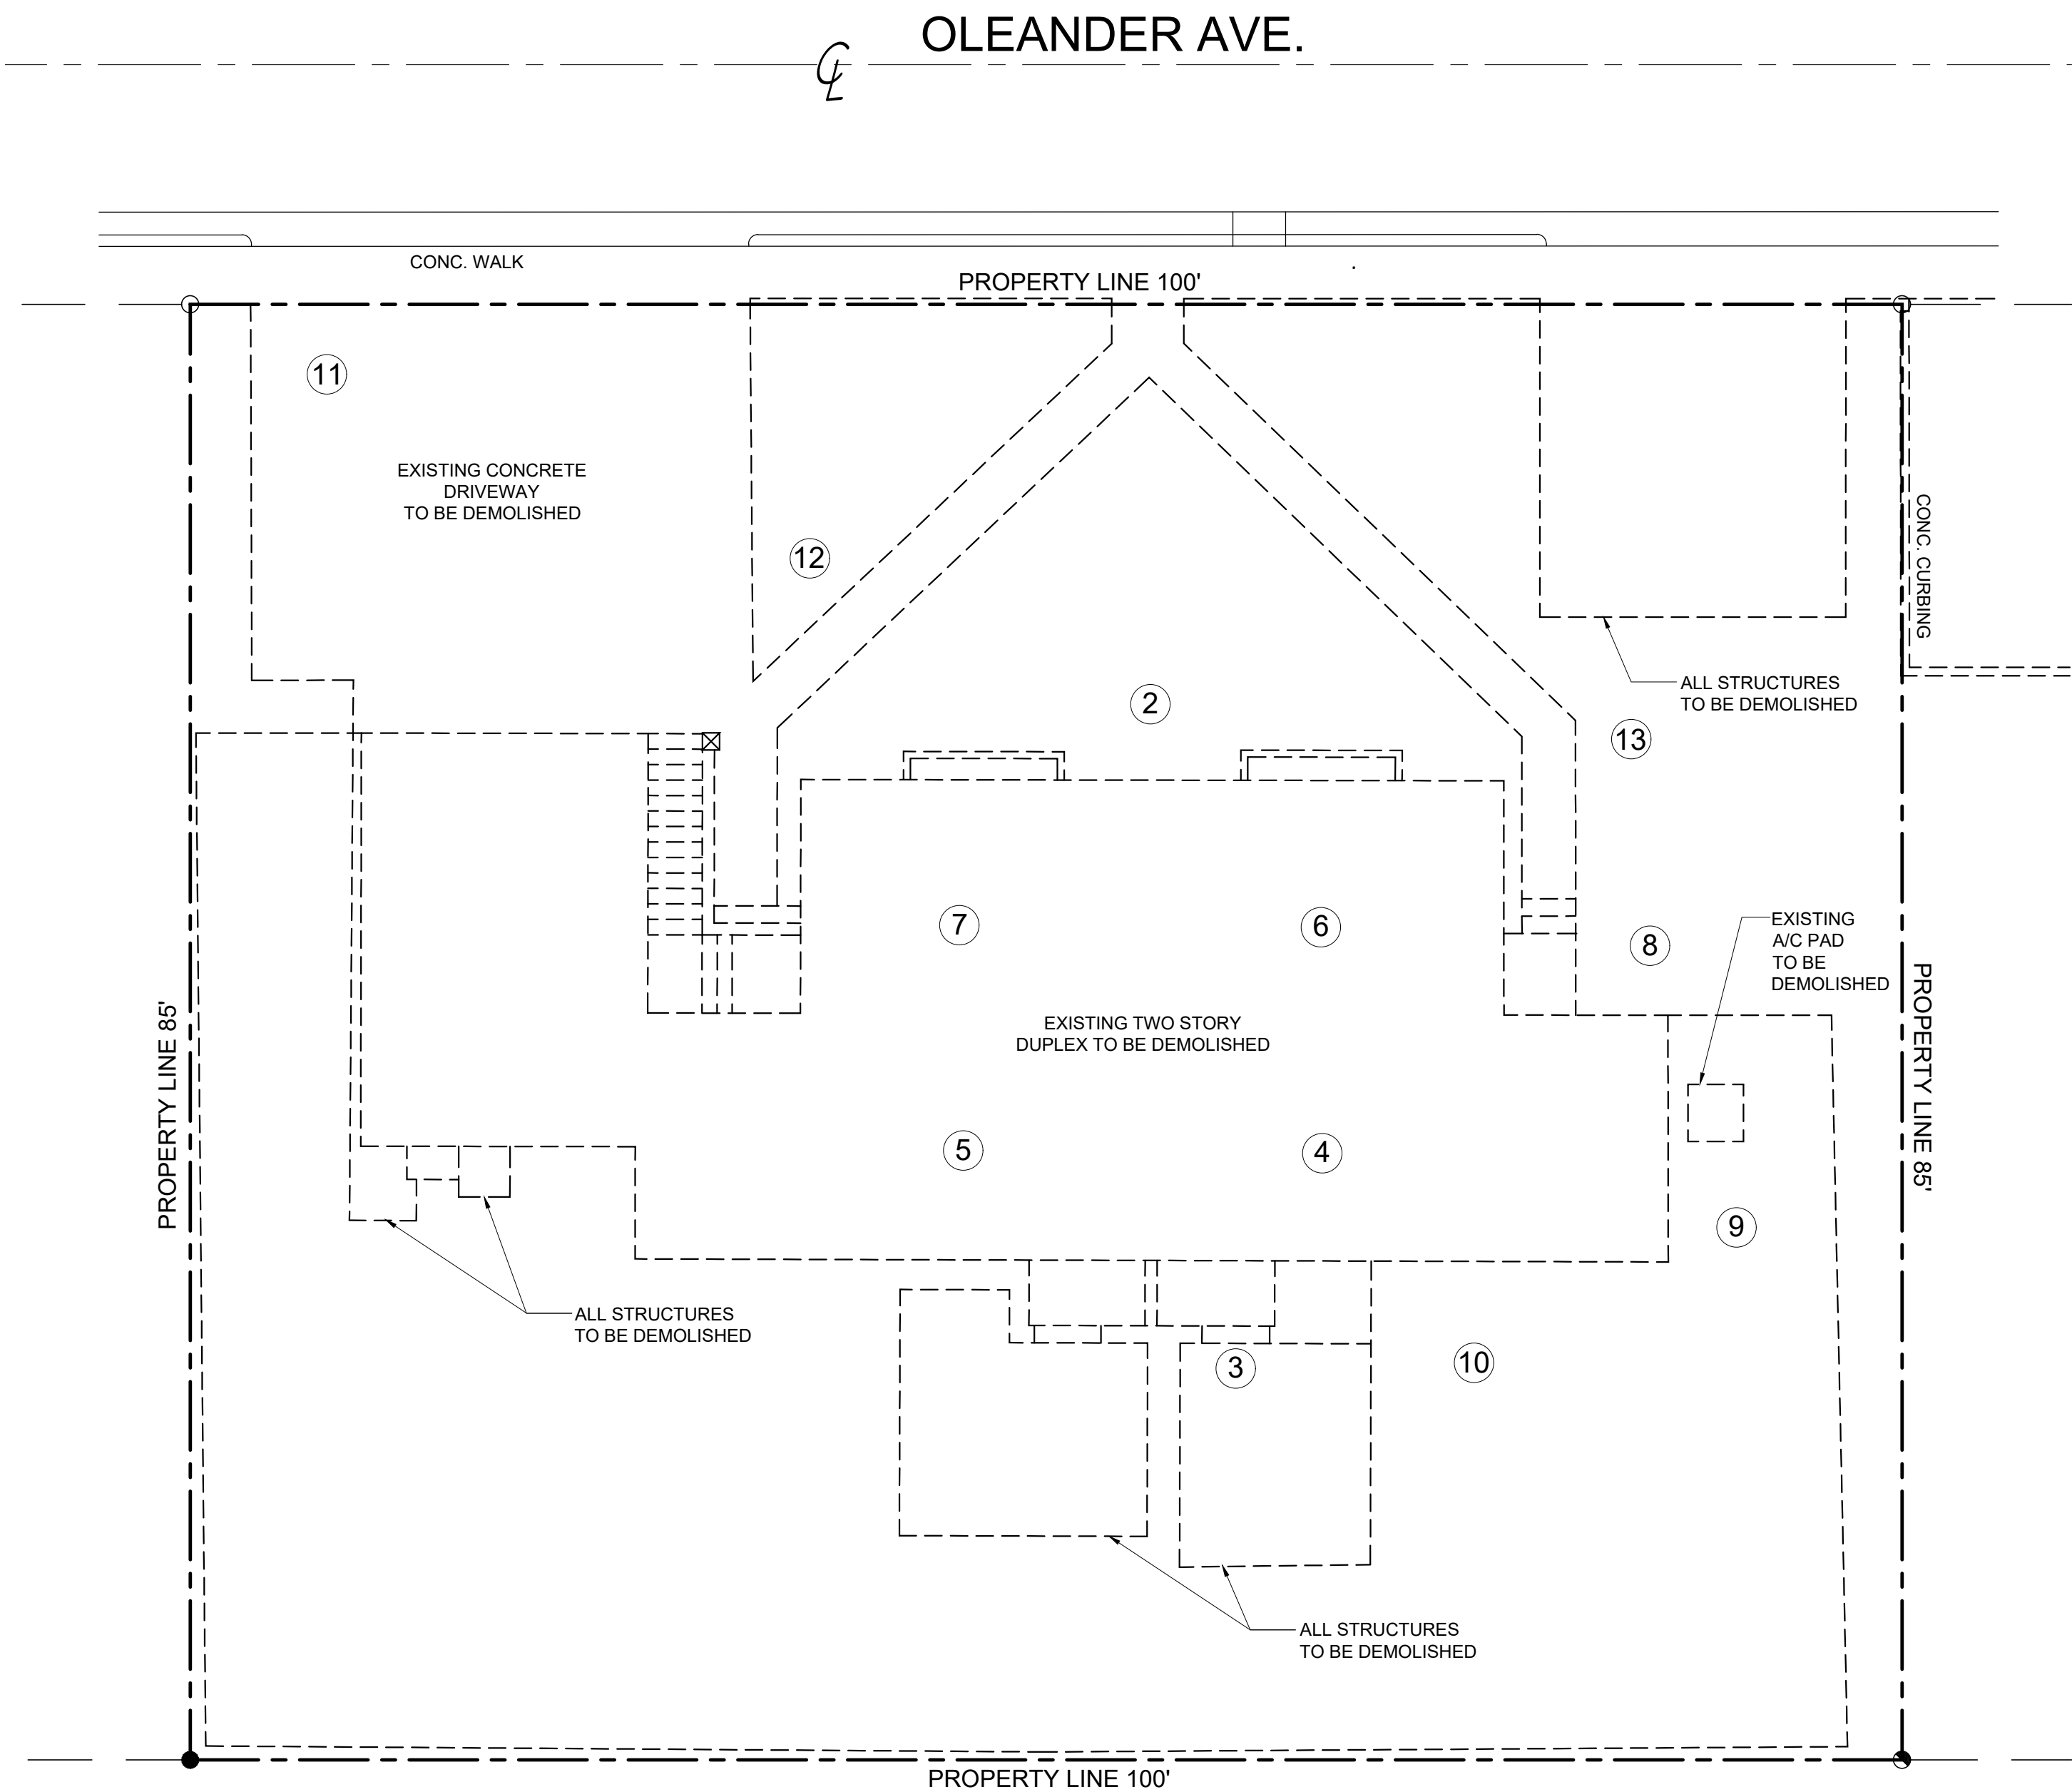 OLEANDER AVE.
CL
CONC. WALK
PROPERTY LINE 100'
11
EXISTING CONCRETE
DRIVEWAY
TO BE DEMOLISHED
12
CONC. CURBING
2
ALL STRUCTURES
TO BE DEMOLISHED
13
7
6
8
EXISTING
A/C PAD
TO BE
DEMOLISHED
PROPERTY LINE 85'
EXISTING TWO STORY
DUPLEX TO BE DEMOLISHED
PROPERTY LINE 85'
5
4
9
ALL STRUCTURES
TO BE DEMOLISHED
3
10
ALL STRUCTURES
TO BE DEMOLISHED
PROPERTY LINE 100'